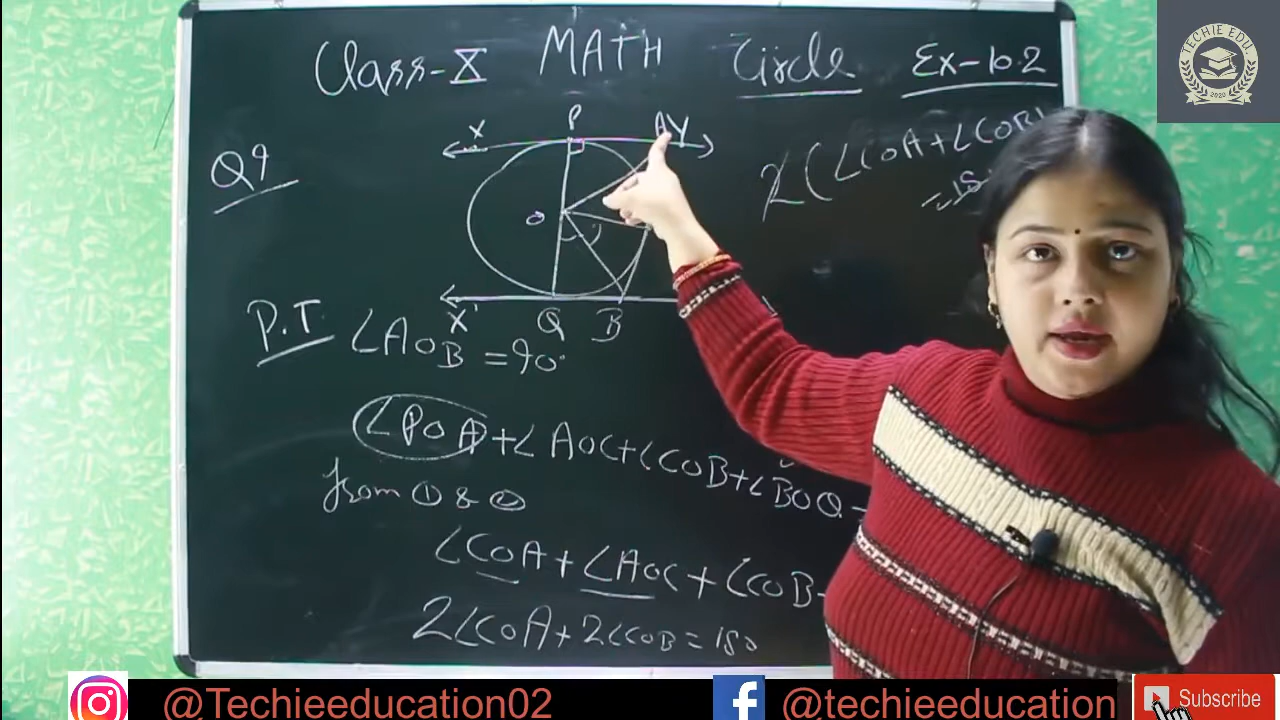 Class-X MATH Circle Ex-10.2
TECHIE EDU.
2020
Q9
X P A Y
O
X' Q B
2(∠COA+∠COB)
P.T. ∠AOB = 90°
∠POA+∠AOC+∠COB+∠BOQ
from ① & ②
∠COA+∠AOC+∠COB
2∠COA+2∠COB=180
@Techieeducation02
@techieeducation
Subscribe